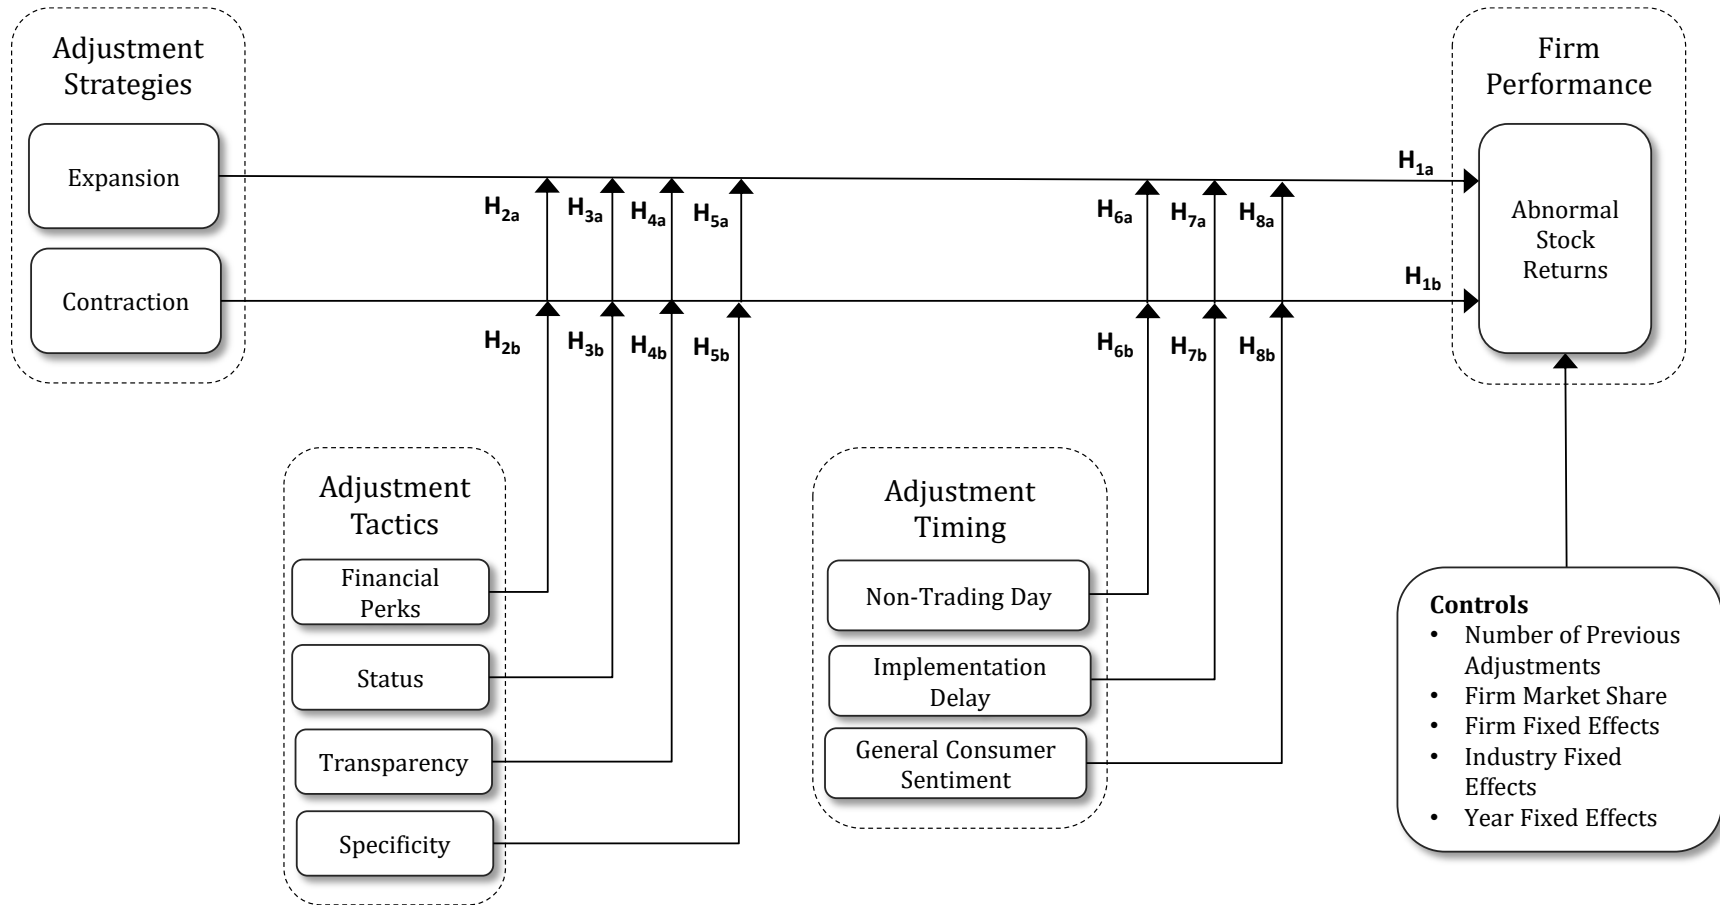 Adjustment
Strategies
Expansion
Contraction
H2a
H3a
H4a
H5a
H6a
H7a
H8a
H1a
H2b
H3b
H4b
H5b
H6b
H7b
H8b
H1b
Firm
Performance
Abnormal
Stock
Returns
Adjustment
Tactics
Financial
Perks
Status
Transparency
Specificity
Adjustment
Timing
Non-Trading Day
Implementation
Delay
General Consumer
Sentiment
Controls
• Number of Previous
Adjustments
• Firm Market Share
• Firm Fixed Effects
• Industry Fixed
Effects
• Year Fixed Effects